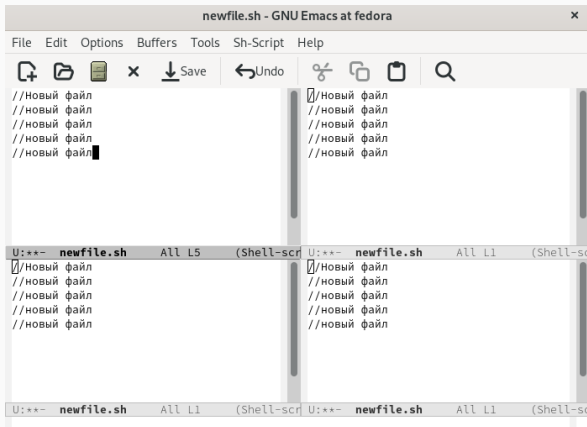 newfile.sh - GNU Emacs at fedora
File Edit Options Buffers Tools Sh-Script Help
Save Undo
//Новый файл
//новый файл
//новый файл
//новый файл
//новый файл
U:**- newfile.sh All L5 (Shell-scr
//Новый файл
//новый файл
//новый файл
//новый файл
//новый файл
U:**- newfile.sh All L1 (Shell-sc
//Новый файл
//новый файл
//новый файл
//новый файл
//новый файл
U:**- newfile.sh All L1 (Shell-scr
//Новый файл
//новый файл
//новый файл
//новый файл
//новый файл
U:**- newfile.sh All L1 (Shell-sc